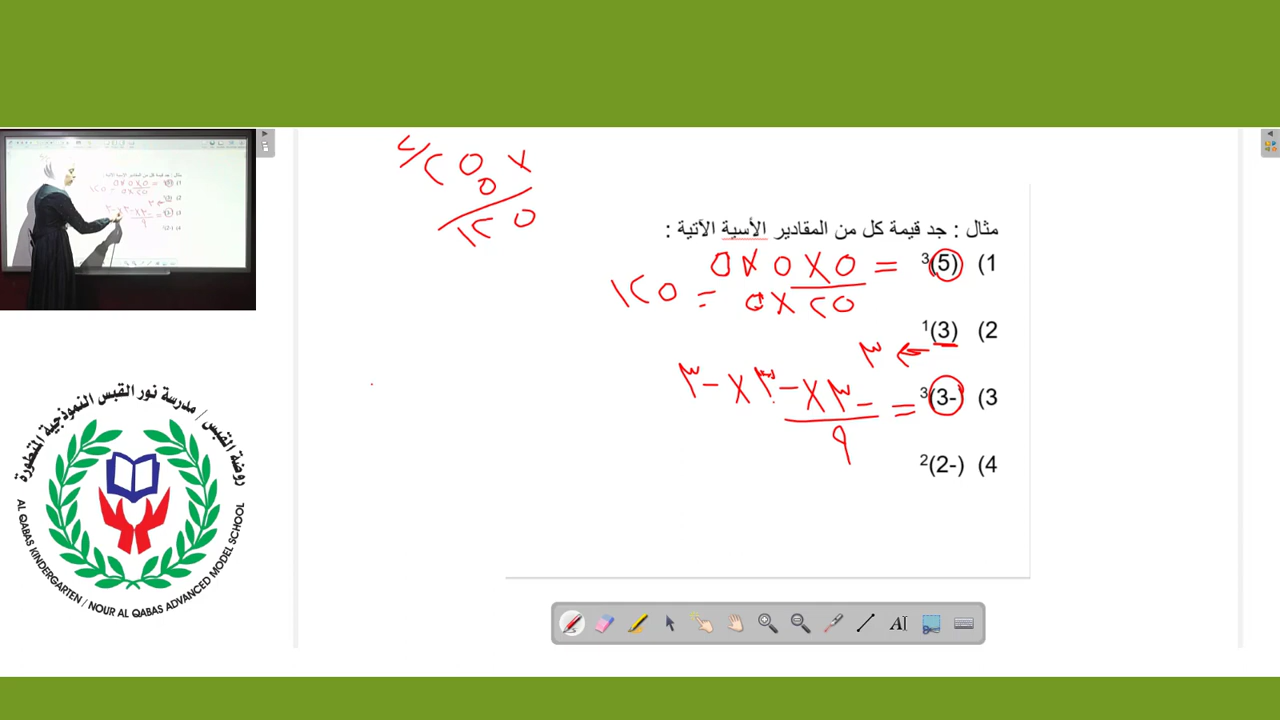 مثال : جد قيمة كل من المقادير الأسية الآتية :
1) (5)³ = ٥ × ٥ × ٥
٢٥ × ٥ = ١٢٥
2) (3)¹ ← ٣
3) (-3)³ = -٣ × -٣ × -٣
٩
4) (-2)²
٢
٢٥ ×
٥
١٢٥
روضة القبس / مدرسة نور القبس النموذجية المتطورة
AL QABAS KINDERGARTEN / NOUR AL QABAS ADVANCED MODEL SCHOOL
AI